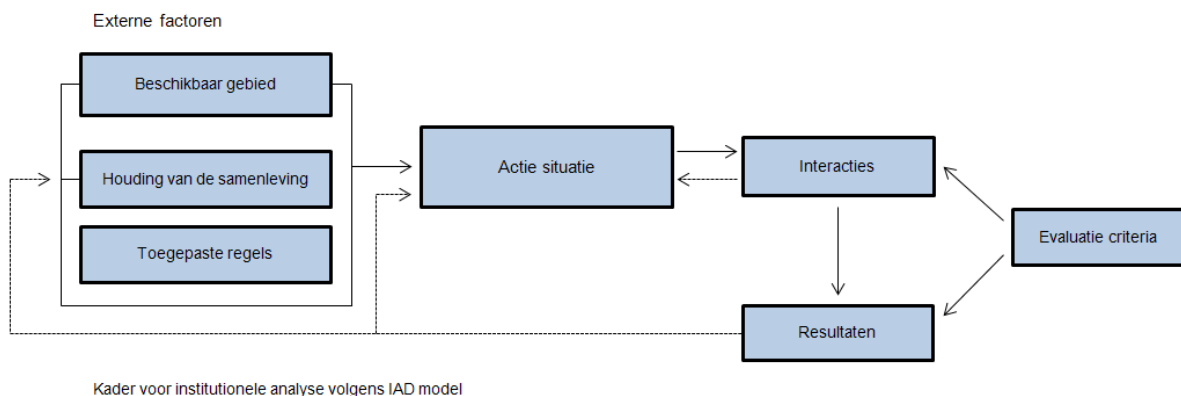 Externe factoren
Beschikbaar gebied
Houding van de samenleving
Toegepaste regels
Actie situatie
Interacties
Evaluatie criteria
Resultaten
Kader voor institutionele analyse volgens IAD model